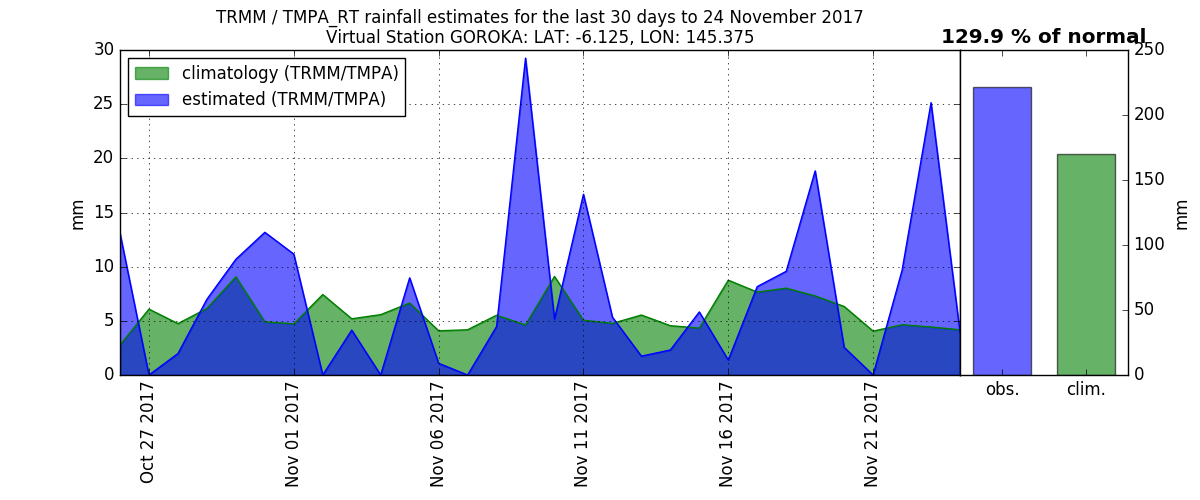 TRMM / TMPA_RT rainfall estimates for the last 30 days to 24 November 2017
Virtual Station GOROKA: LAT: -6.125, LON: 145.375
129.9 % of normal
climatology (TRMM/TMPA)
estimated (TRMM/TMPA)
30
25
20
15
10
5
0
mm
Oct 27 2017
Nov 01 2017
Nov 06 2017
Nov 11 2017
Nov 16 2017
Nov 21 2017
obs.
clim.
250
200
150
100
50
0
mm